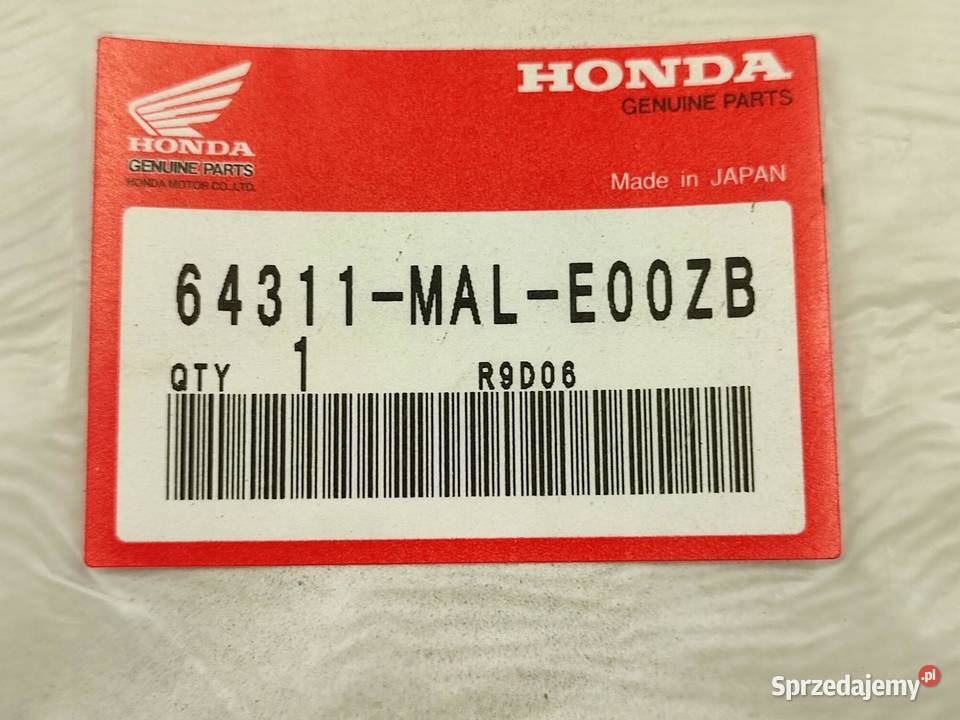 HONDA
GENUINE PARTS
HONDA MOTOR CO.,LTD.
HONDA
GENUINE PARTS
Made in JAPAN
64311-MAL-E00ZB
QTY 1 R9D06
Sprzedajemy.pl